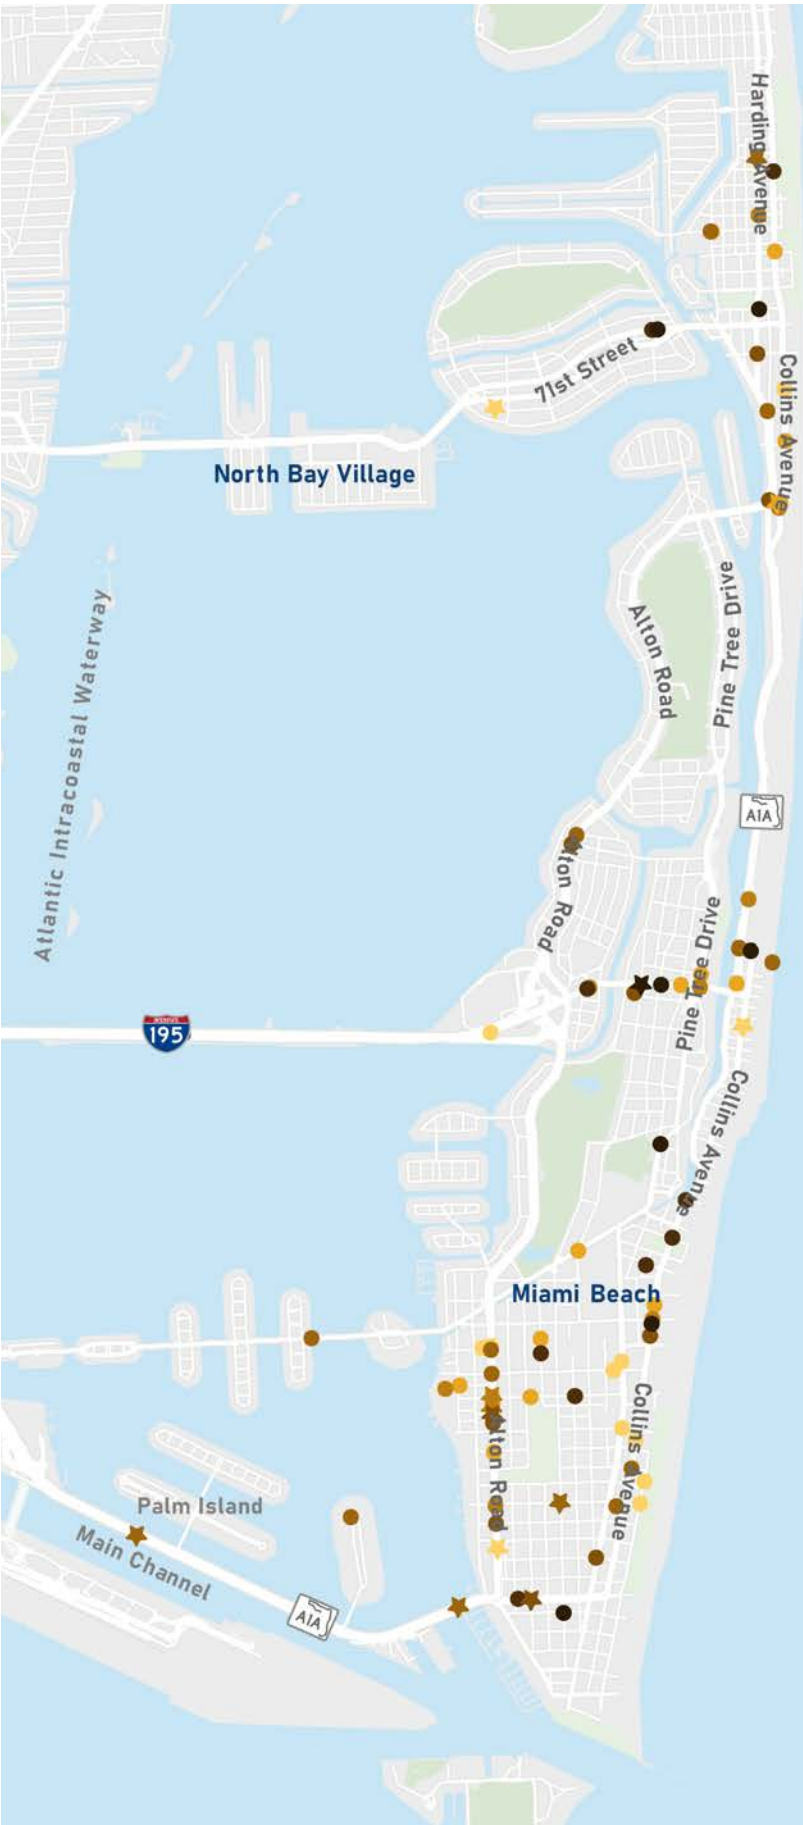 Harding Avenue
71st Street
Collins Avenue
North Bay Village
Pine Tree Drive
Alton Road
Atlantic Intracoastal Waterway
A1A
Alton Road
Pine Tree Drive
195
Collins Avenue
Miami Beach
Collins Avenue
Alton Road
Palm Island
Main Channel
A1A